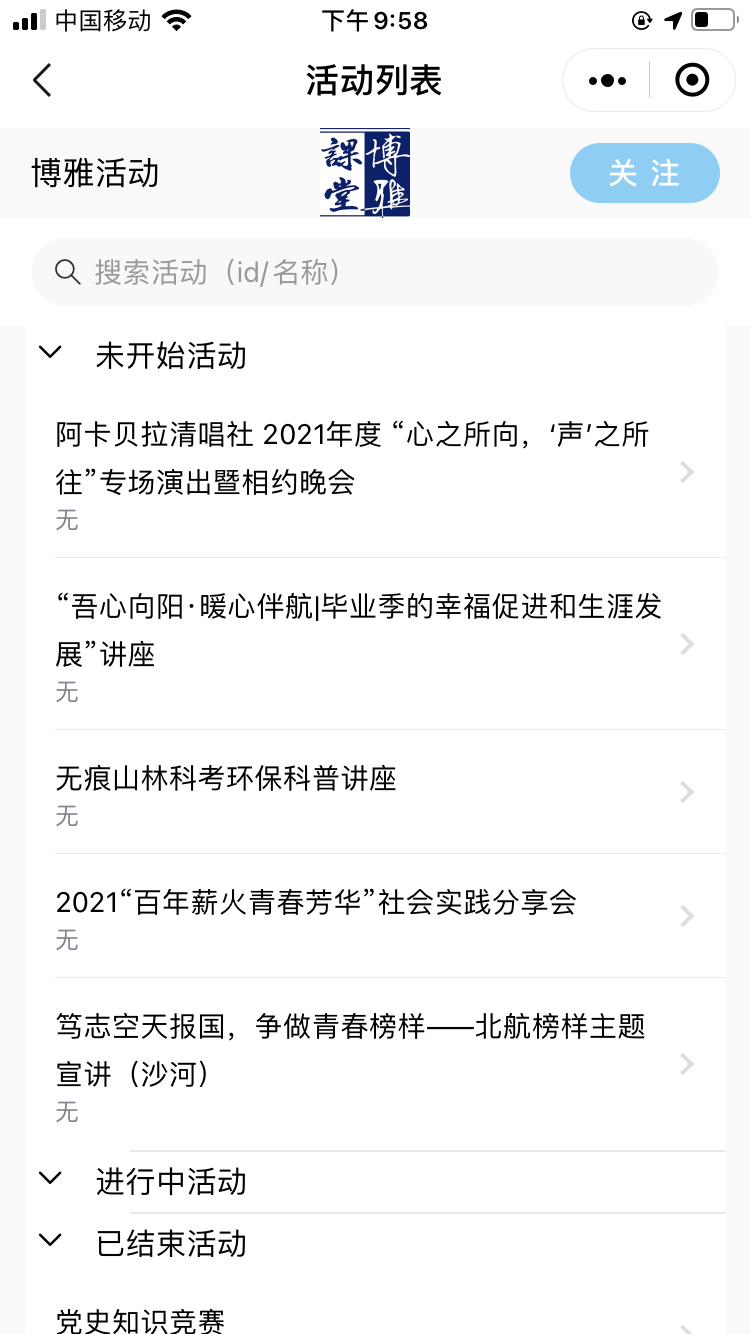 中国移动
下午9:58
活动列表
博雅活动
博雅
課堂
关注
搜索活动（id/名称）
未开始活动
阿卡贝拉清唱社 2021年度 “心之所向，‘声’之所
往”专场演出暨相约晚会
无
“吾心向阳·暖心伴航|毕业季的幸福促进和生涯发
展”讲座
无
无痕山林科考环保科普讲座
无
2021“百年薪火青春芳华”社会实践分享会
无
笃志空天报国，争做青春榜样——北航榜样主题
宣讲（沙河）
无
进行中活动
已结束活动
党史知识竞赛